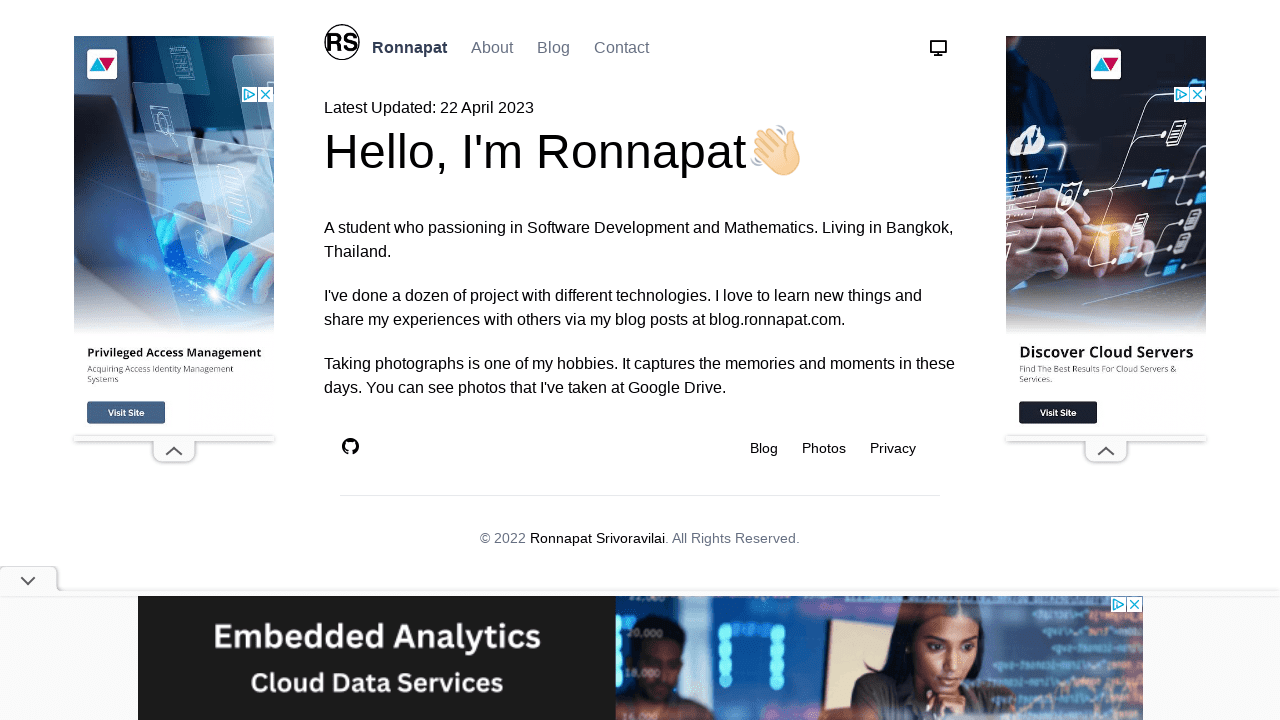 RS
Ronnapat
About
Blog
Contact
Latest Updated: 22 April 2023
Hello, I'm Ronnapat
A student who passioning in Software Development and Mathematics. Living in Bangkok,
Thailand.
I've done a dozen of project with different technologies. I love to learn new things and
share my experiences with others via my blog posts at blog.ronnapat.com.
Taking photographs is one of my hobbies. It captures the memories and moments in these
days. You can see photos that I've taken at Google Drive.
Blog
Photos
Privacy
© 2022 Ronnapat Srivoravilai. All Rights Reserved.
Privileged Access Management
Acquiring Access Identity Management
Systems
Visit Site
Discover Cloud Servers
Find The Best Results For Cloud Servers &
Services.
Visit Site
Embedded Analytics
Cloud Data Services